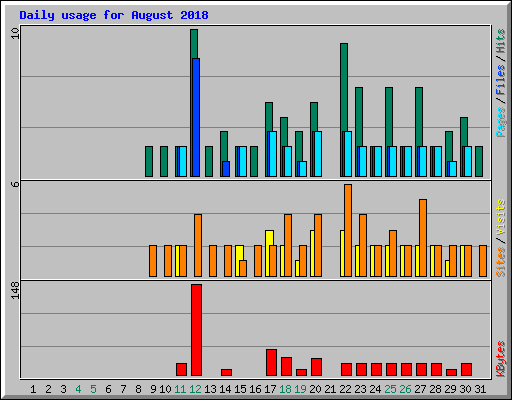 Daily usage for August 2018
10
Pages / Files / Hits
6
Sites / Visits
148
KBytes
1 2 3 4 5 6 7 8 9 10 11 12 13 14 15 16 17 18 19 20 21 22 23 24 25 26 27 28 29 30 31